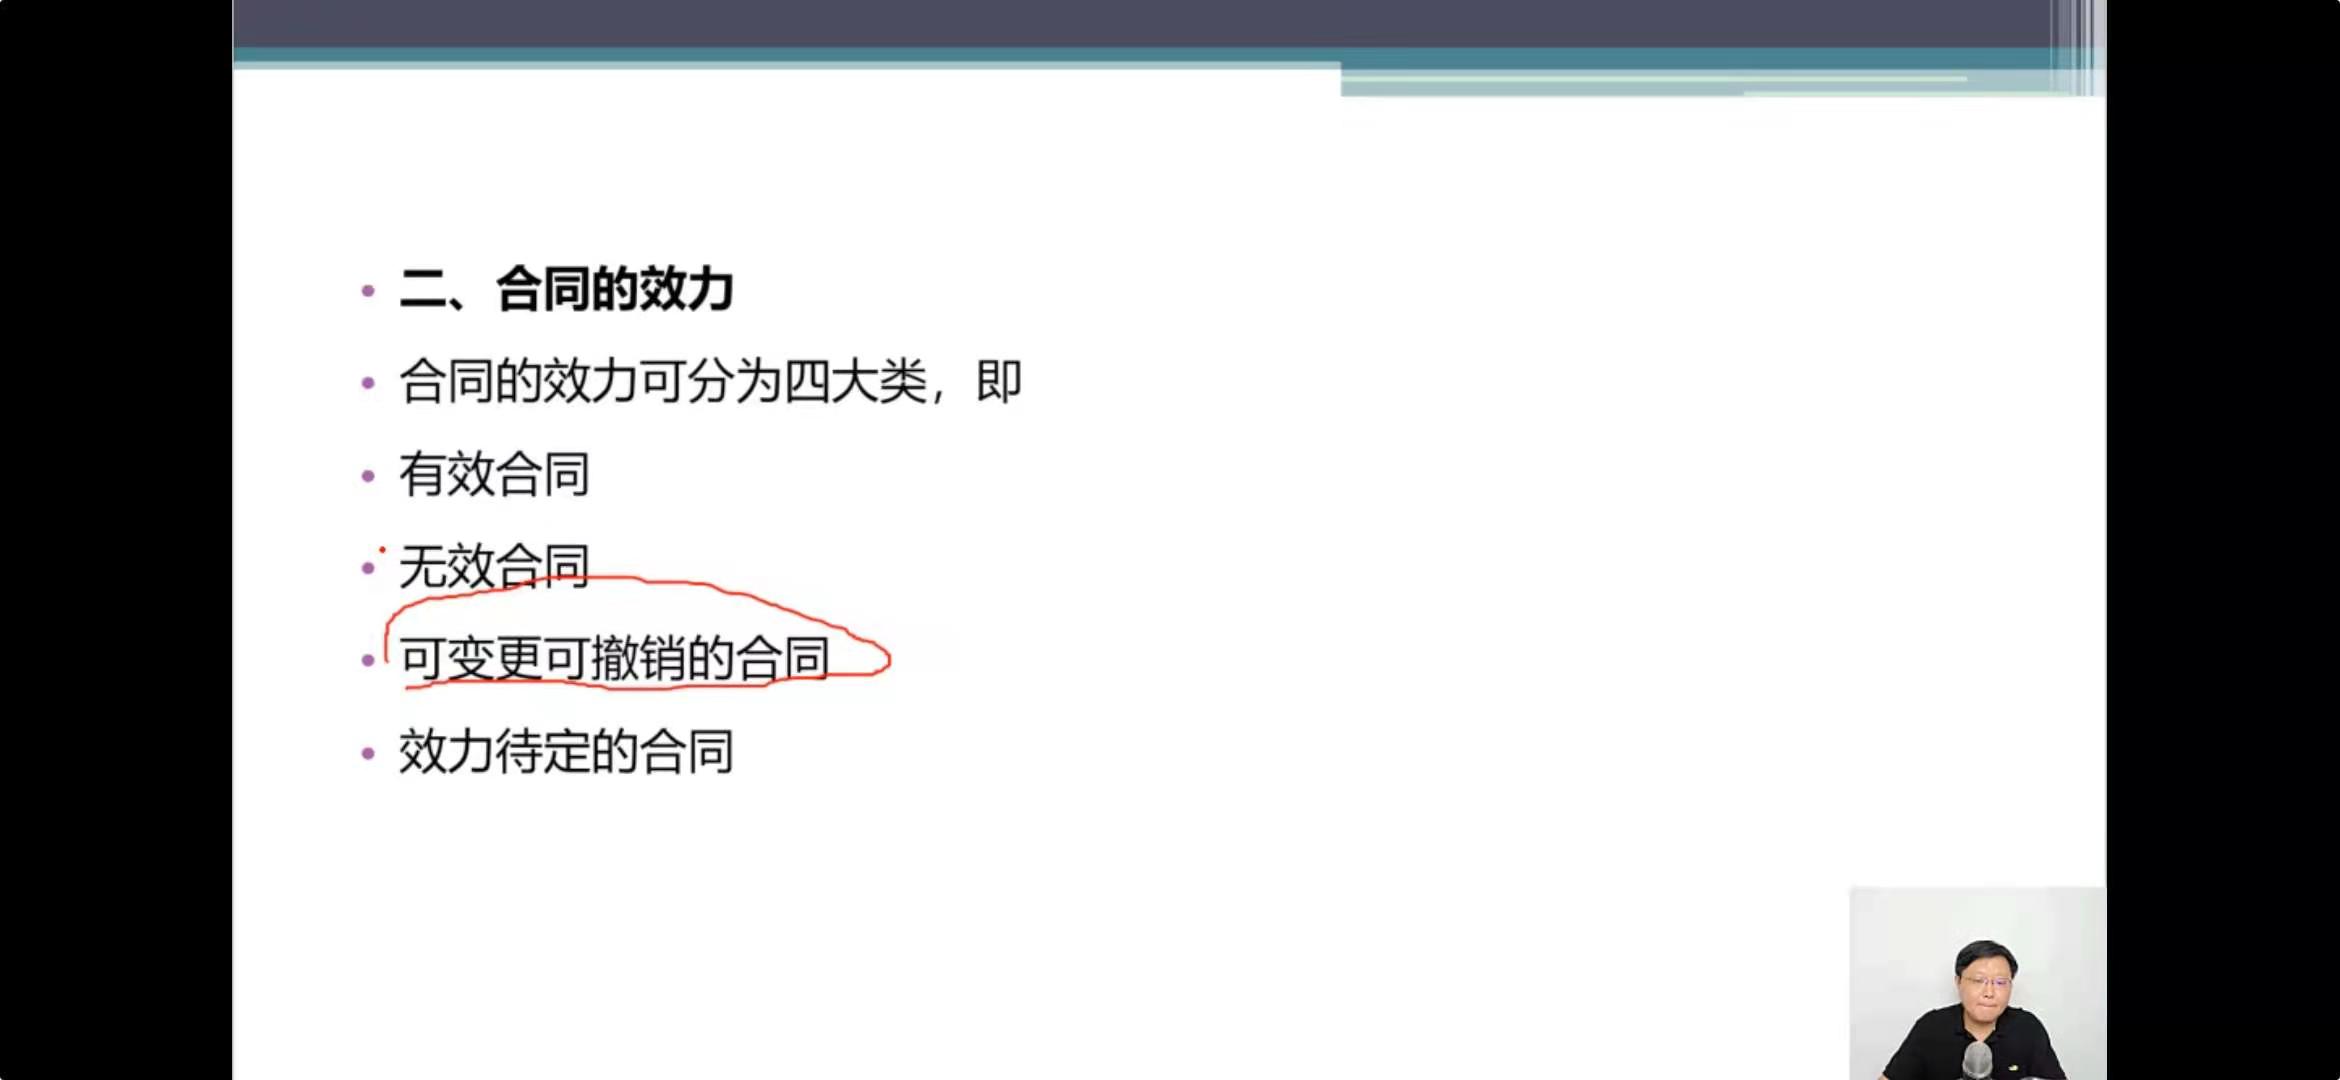 二、合同的效力
合同的效力可分为四大类，即
有效合同
无效合同
可变更可撤销的合同
效力待定的合同